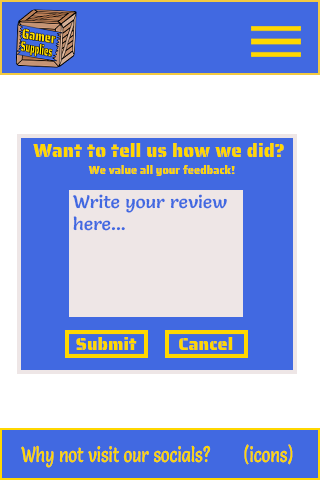 Gamer
Supplies
Want to tell us how we did?
We value all your feedback!
Write your review
here...
Submit
Cancel
Why not visit our socials?
(icons)